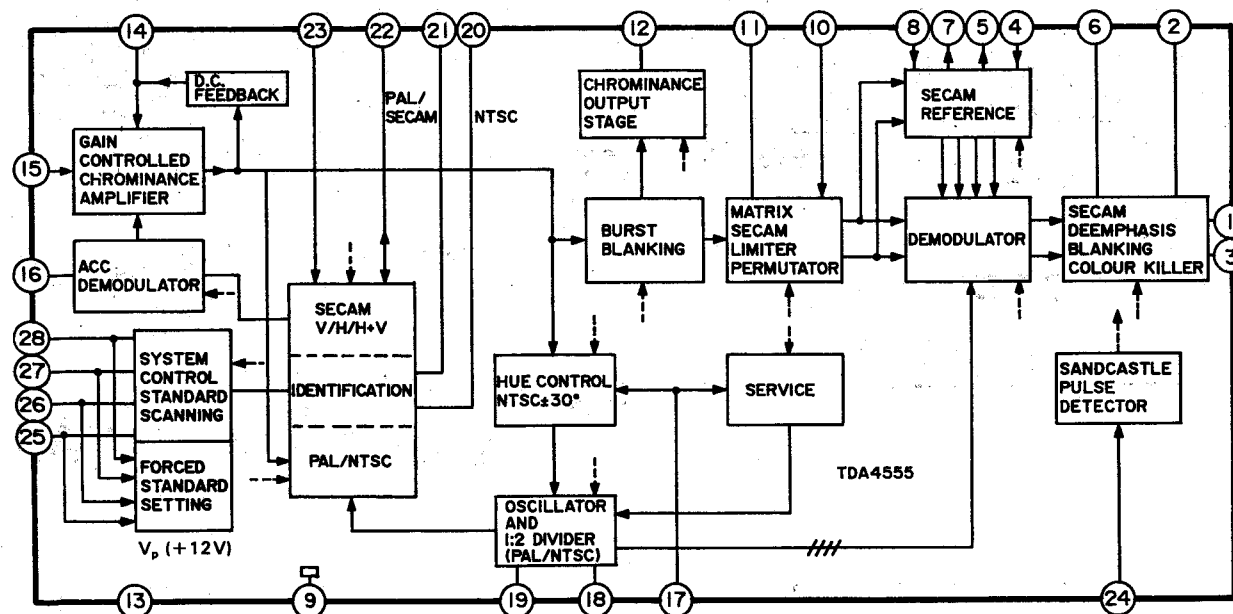 14
23
22
21
20
12
11
10
8
7
5
4
6
2
D.C.
FEEDBACK
PAL/
SECAM
NTSC
CHROMINANCE
OUTPUT
STAGE
SECAM
REFERENCE
15
GAIN
CONTROLLED
CHROMINANCE
AMPLIFIER
BURST
BLANKING
MATRIX
SECAM
LIMITER
PERMUTATOR
DEMODULATOR
SECAM
DEEMPHASIS
BLANKING
COLOUR KILLER
1
3
16
ACC
DEMODULATOR
SECAM
V/H/H+V
IDENTIFICATION
PAL/NTSC
28
27
26
25
SYSTEM
CONTROL
STANDARD
SCANNING
FORCED
STANDARD
SETTING
HUE CONTROL
NTSC±30°
SERVICE
SANDCASTLE
PULSE
DETECTOR
TDA4555
OSCILLATOR
AND
1:2 DIVIDER
(PAL/NTSC)
Vp (+12V)
13
9
19
18
17
24